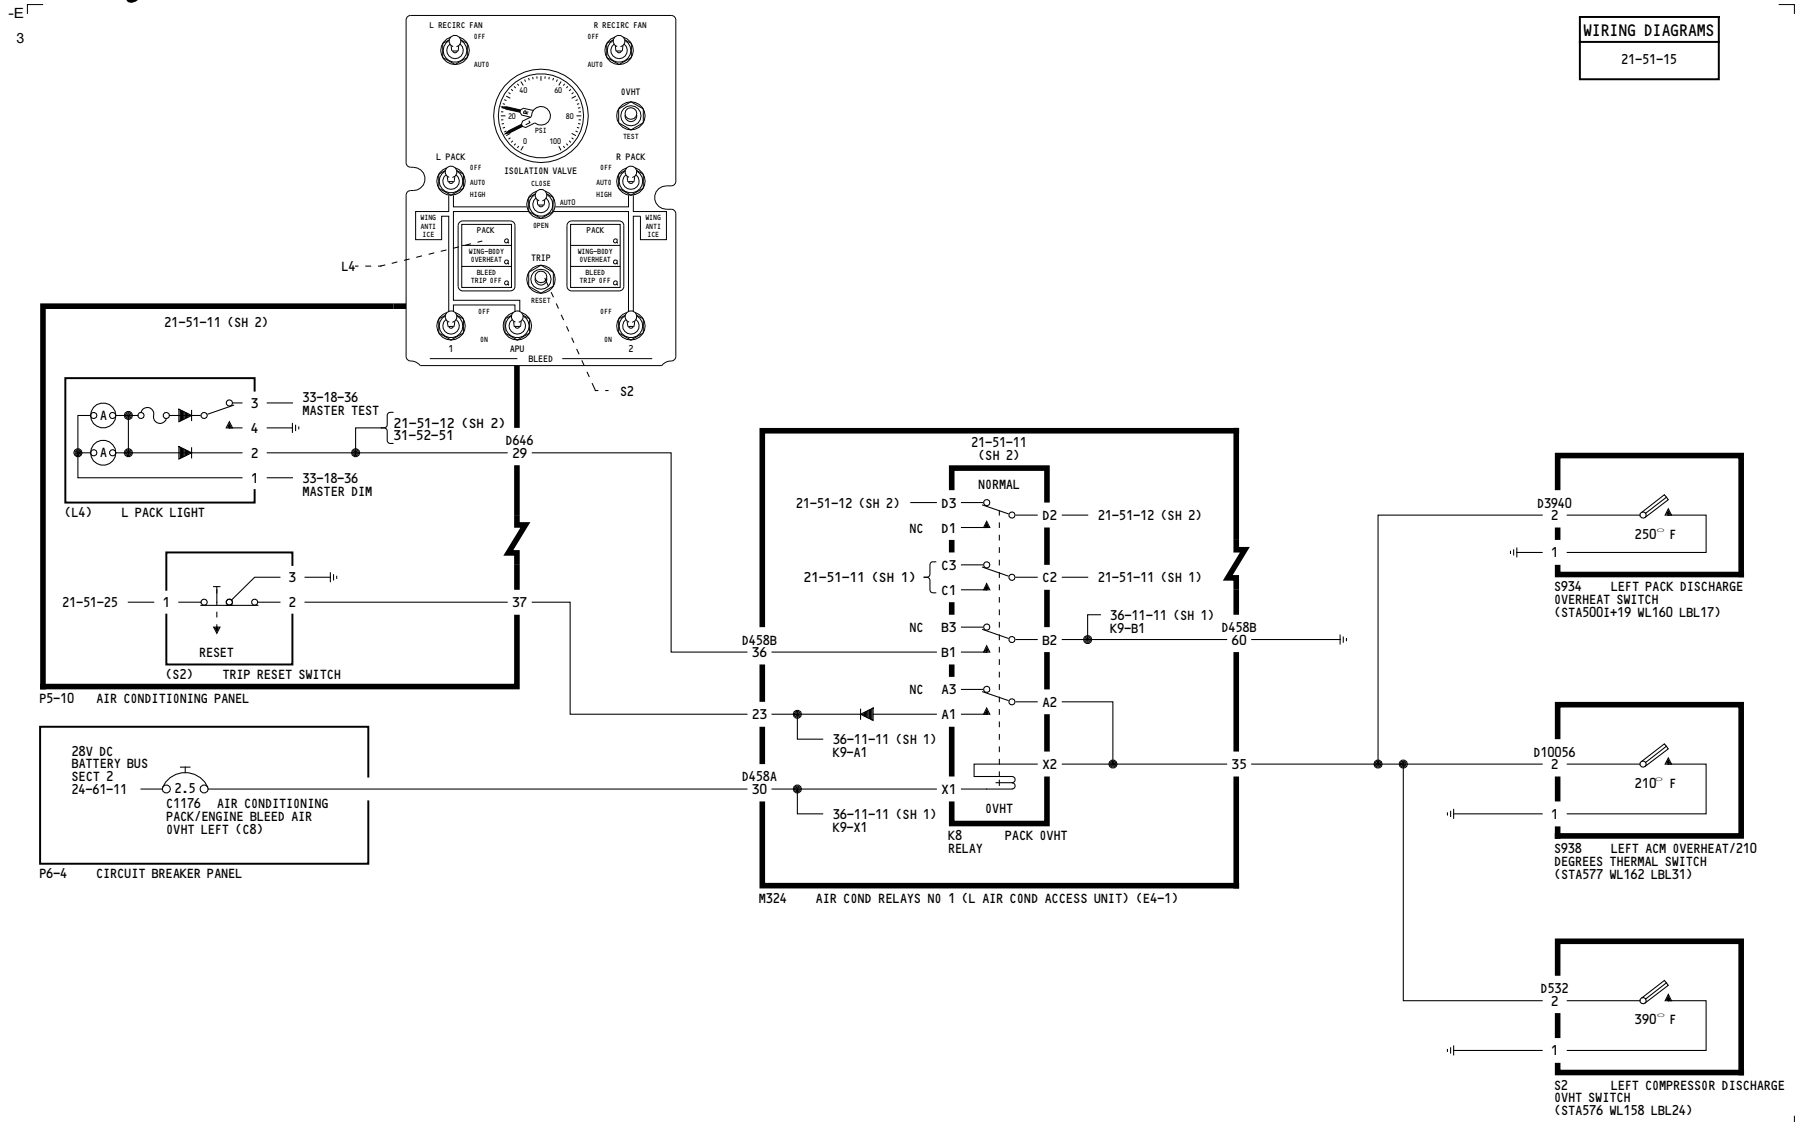 -E
3
WIRING DIAGRAMS
21-51-15
L RECIRC FAN
OFF
AUTO
R RECIRC FAN
OFF
AUTO
40
60
20
80
PSI
0
100
OVHT
TEST
L PACK
OFF
AUTO
HIGH
ISOLATION VALVE
CLOSE
AUTO
OPEN
R PACK
OFF
AUTO
HIGH
WING
ANTI
ICE
WING
ANTI
ICE
PACK
WING-BODY
OVERHEAT
BLEED
TRIP OFF
PACK
WING-BODY
OVERHEAT
BLEED
TRIP OFF
TRIP
RESET
OFF
ON
OFF
ON
1
APU
2
BLEED
L4
S2
21-51-11 (SH 2)
A
A
3
4
2
1
33-18-36
MASTER TEST
21-51-12 (SH 2)
31-52-51
33-18-36
MASTER DIM
(L4) L PACK LIGHT
D646
29
21-51-25
1
3
2
RESET
(S2) TRIP RESET SWITCH
37
P5-10 AIR CONDITIONING PANEL
28V DC
BATTERY BUS
SECT 2
24-61-11
2.5
C1176 AIR CONDITIONING
PACK/ENGINE BLEED AIR
OVHT LEFT (C8)
P6-4 CIRCUIT BREAKER PANEL
21-51-11
(SH 2)
NORMAL
21-51-12 (SH 2)
D3
D2
21-51-12 (SH 2)
NC
D1
C3
21-51-11 (SH 1)
C2
21-51-11 (SH 1)
C1
36-11-11 (SH 1)
K9-B1
NC
B3
B2
D458B
60
D458B
36
B1
NC
A3
A2
23
A1
36-11-11 (SH 1)
K9-A1
X2
35
D458A
30
X1
36-11-11 (SH 1)
K9-X1
OVHT
K8 PACK OVHT
RELAY
M324 AIR COND RELAYS NO 1 (L AIR COND ACCESS UNIT) (E4-1)
D3940
2
250° F
1
S934 LEFT PACK DISCHARGE
OVERHEAT SWITCH
(STA500I+19 WL160 LBL17)
D10056
2
210° F
1
S938 LEFT ACM OVERHEAT/210
DEGREES THERMAL SWITCH
(STA577 WL162 LBL31)
D532
2
390° F
1
S2 LEFT COMPRESSOR DISCHARGE
OVHT SWITCH
(STA576 WL158 LBL24)